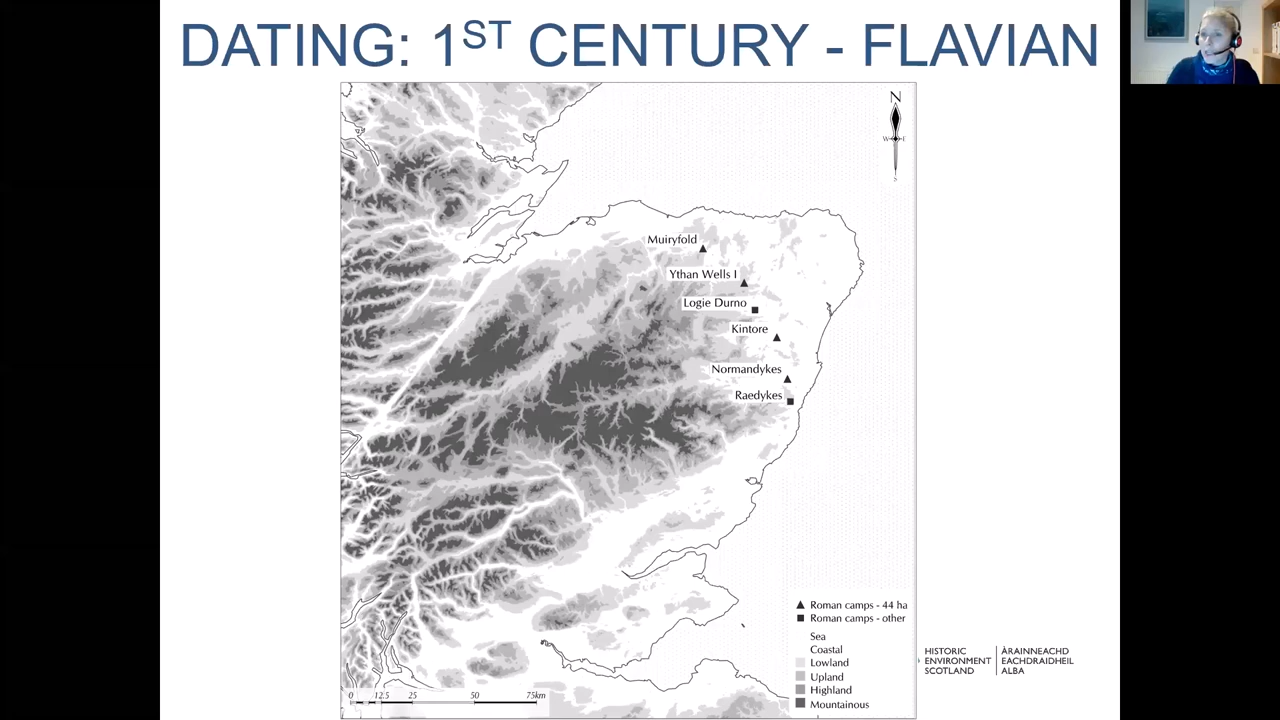 DATING: 1ST CENTURY - FLAVIAN
N
W
E
S
Muiryfold
Ythan Wells I
Logie Durno
Kintore
Normandykes
Raedykes
Roman camps - 44 ha
Roman camps - other
Sea
Coastal
Lowland
Upland
Highland
Mountainous
0 12.5 25 50 75km
HISTORIC
ENVIRONMENT
SCOTLAND
ÀRAINNEACHD
EACHDRAIDHEIL
ALBA